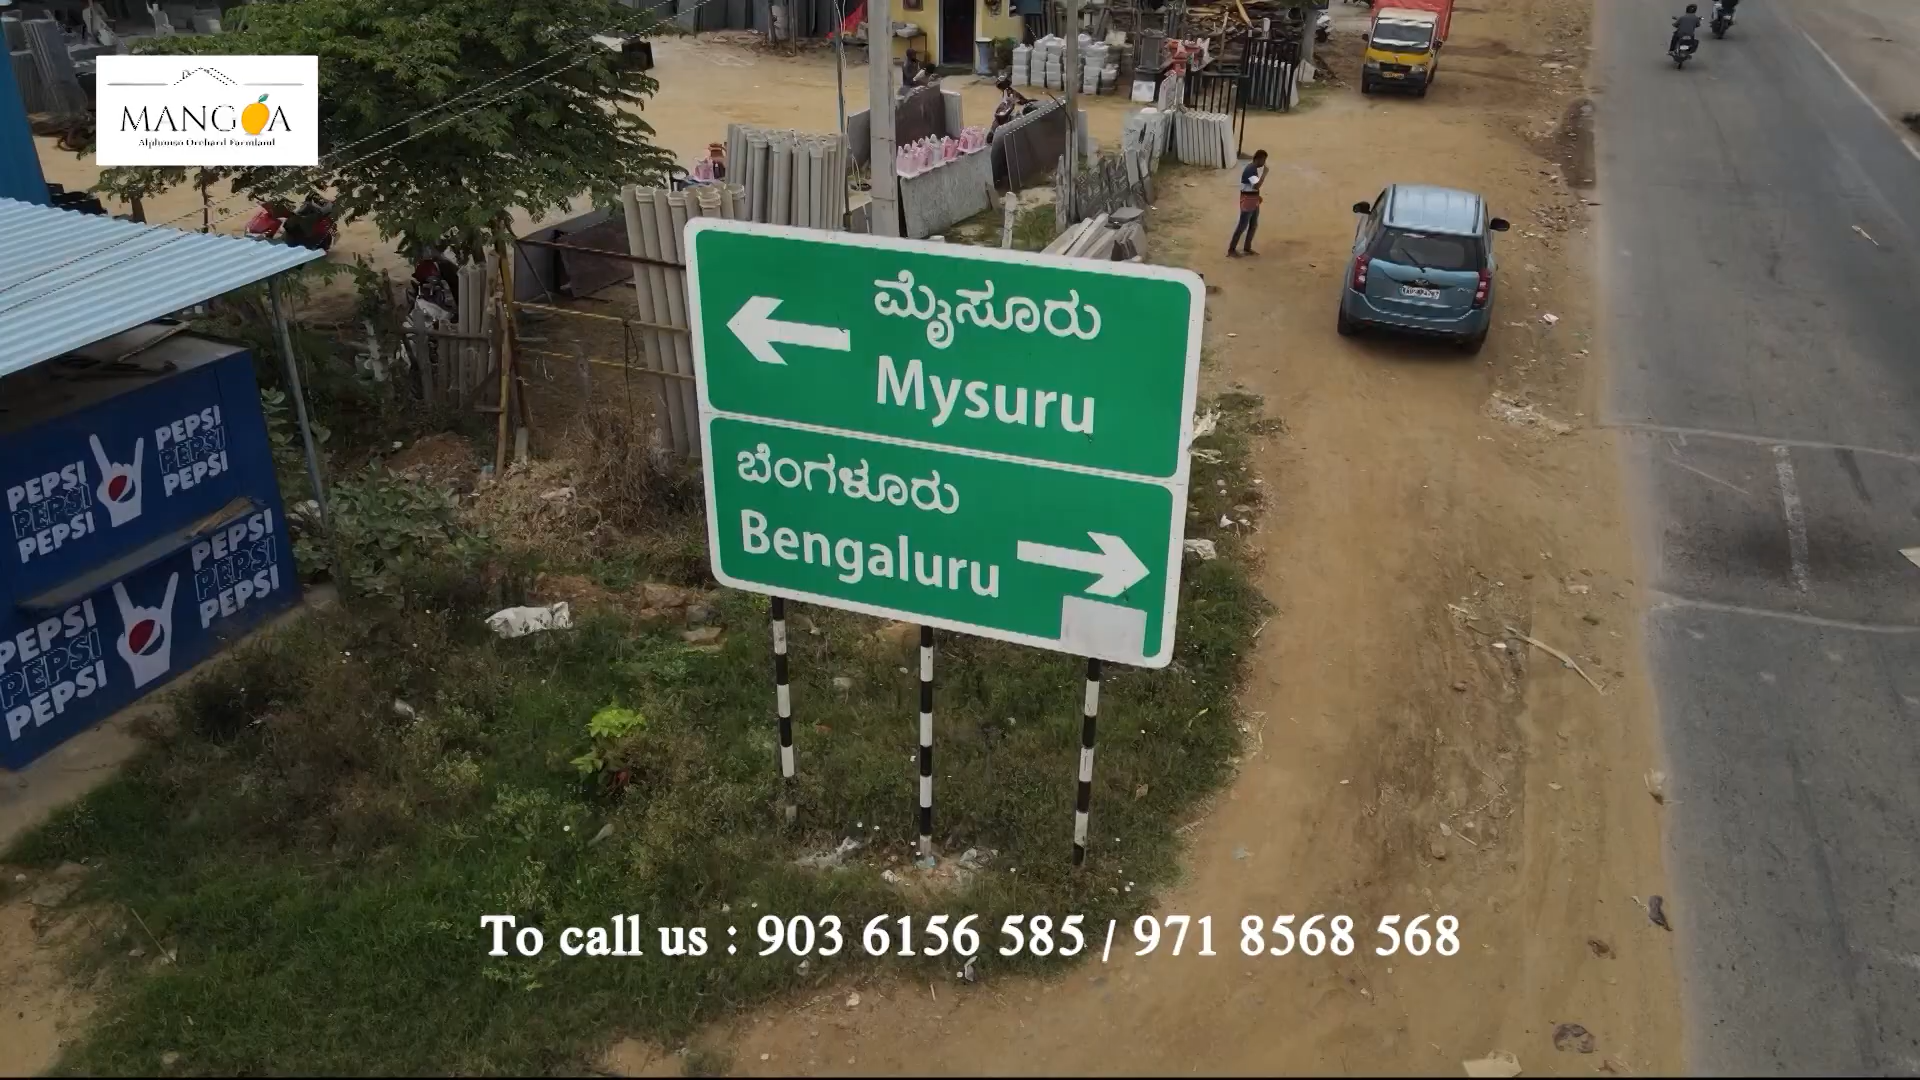 MANGOA
Alphonso Orchard Farmland
ಮೈಸೂರು
Mysuru
ಬೆಂಗಳೂರು
Bengaluru
PEPSI
PEPSI
PEPSI
PEPSI
PEPSI
PEPSI
PEPSI
PEPSI
PEPSI
PEPSI
PEPSI
PEPSI
To call us : 903 6156 585 / 971 8568 568